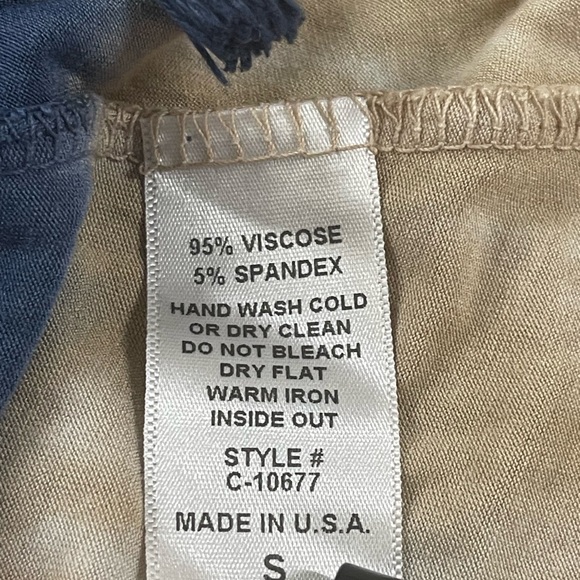 95% VISCOSE
5% SPANDEX
HAND WASH COLD
OR DRY CLEAN
DO NOT BLEACH
DRY FLAT
WARM IRON
INSIDE OUT
STYLE #
C-10677
MADE IN U.S.A.
S